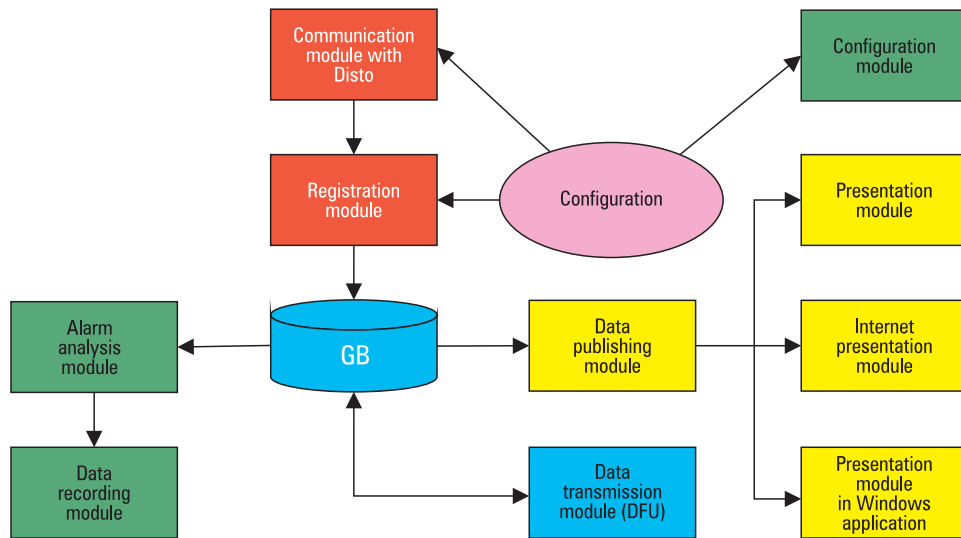 Communication
module with
Disto
Configuration
module
Registration
module
Configuration
Presentation
module
Alarm
analysis
module
GB
Data
publishing
module
Internet
presentation
module
Data
recording
module
Data
transmission
module (DFU)
Presentation
module
in Windows
application